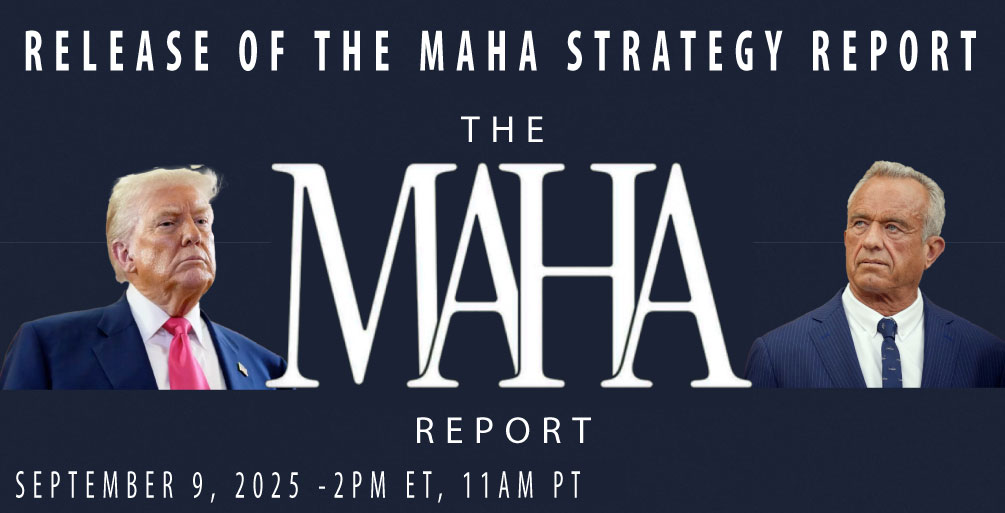 RELEASE OF THE MAHA STRATEGY REPORT
THE
MAHA
REPORT
SEPTEMBER 9, 2025 -2PM ET, 11AM PT